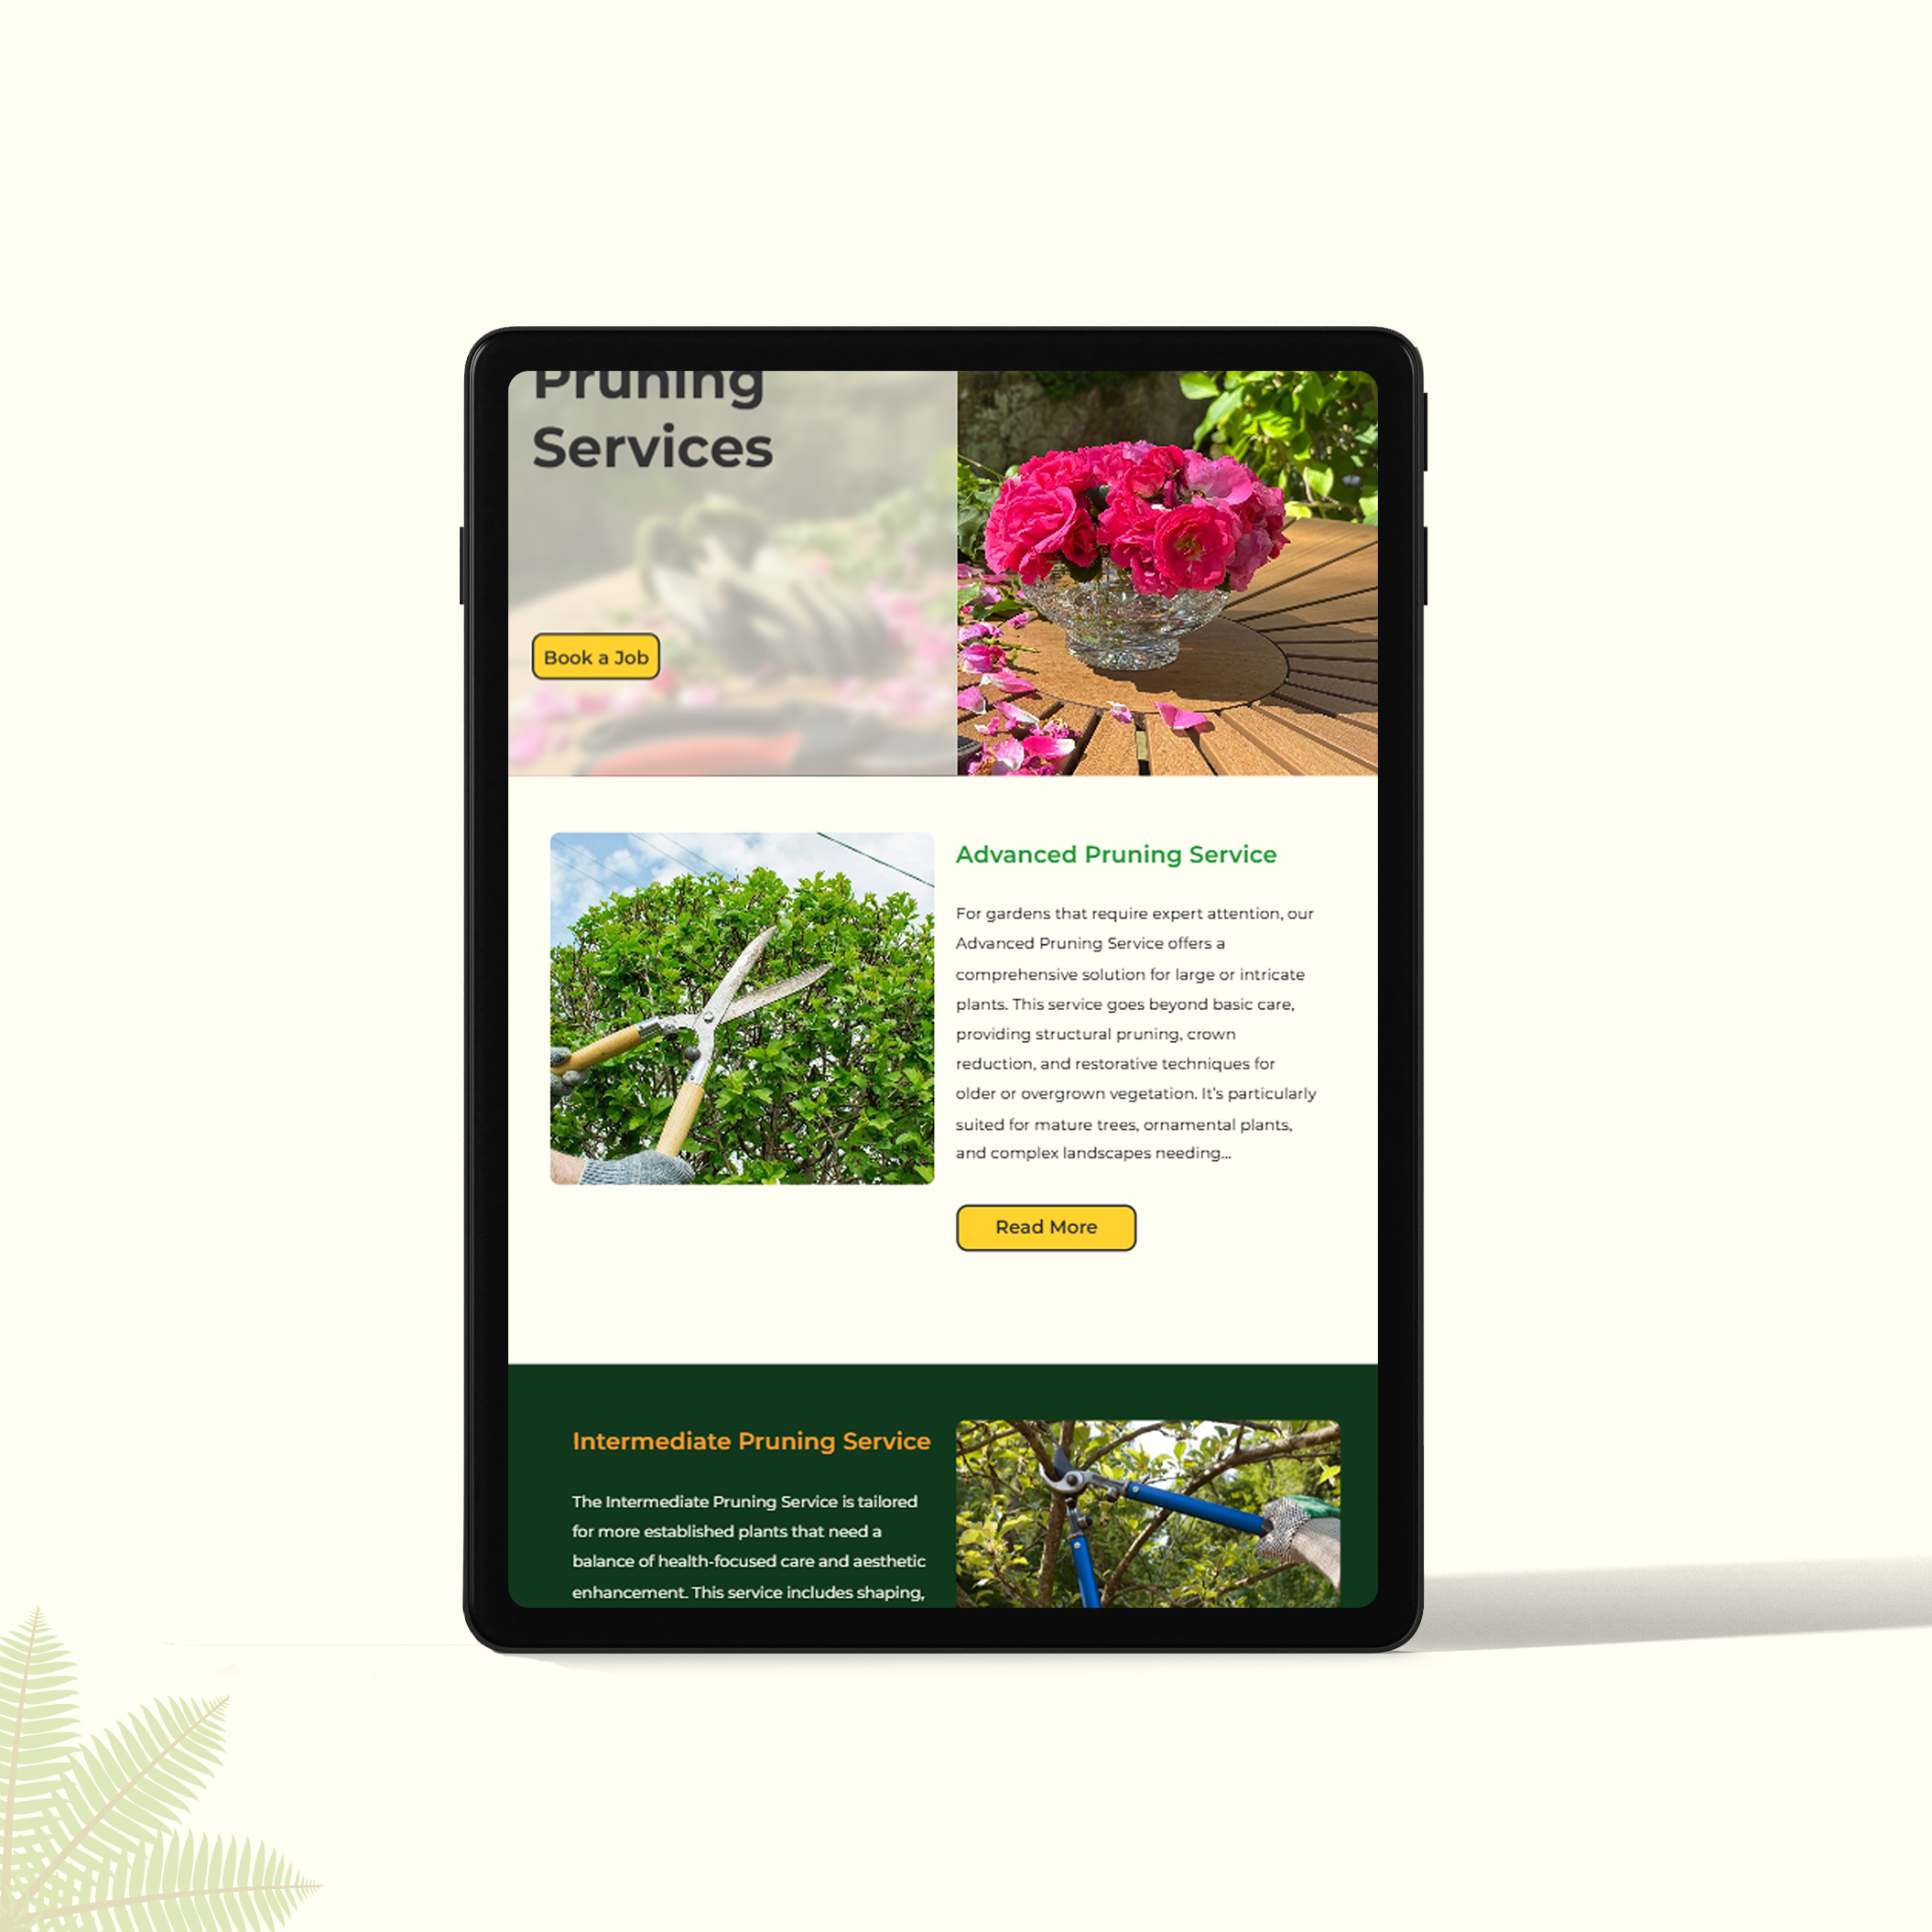 Pruning
Services
Book a Job
Advanced Pruning Service
For gardens that require expert attention, our
Advanced Pruning Service offers a
comprehensive solution for large or intricate
plants. This service goes beyond basic care,
providing structural pruning, crown
reduction, and restorative techniques for
older or overgrown vegetation. It's particularly
suited for mature trees, ornamental plants,
and complex landscapes needing...
Read More
Intermediate Pruning Service
The Intermediate Pruning Service is tailored
for more established plants that need a
balance of health-focused care and aesthetic
enhancement. This service includes shaping,